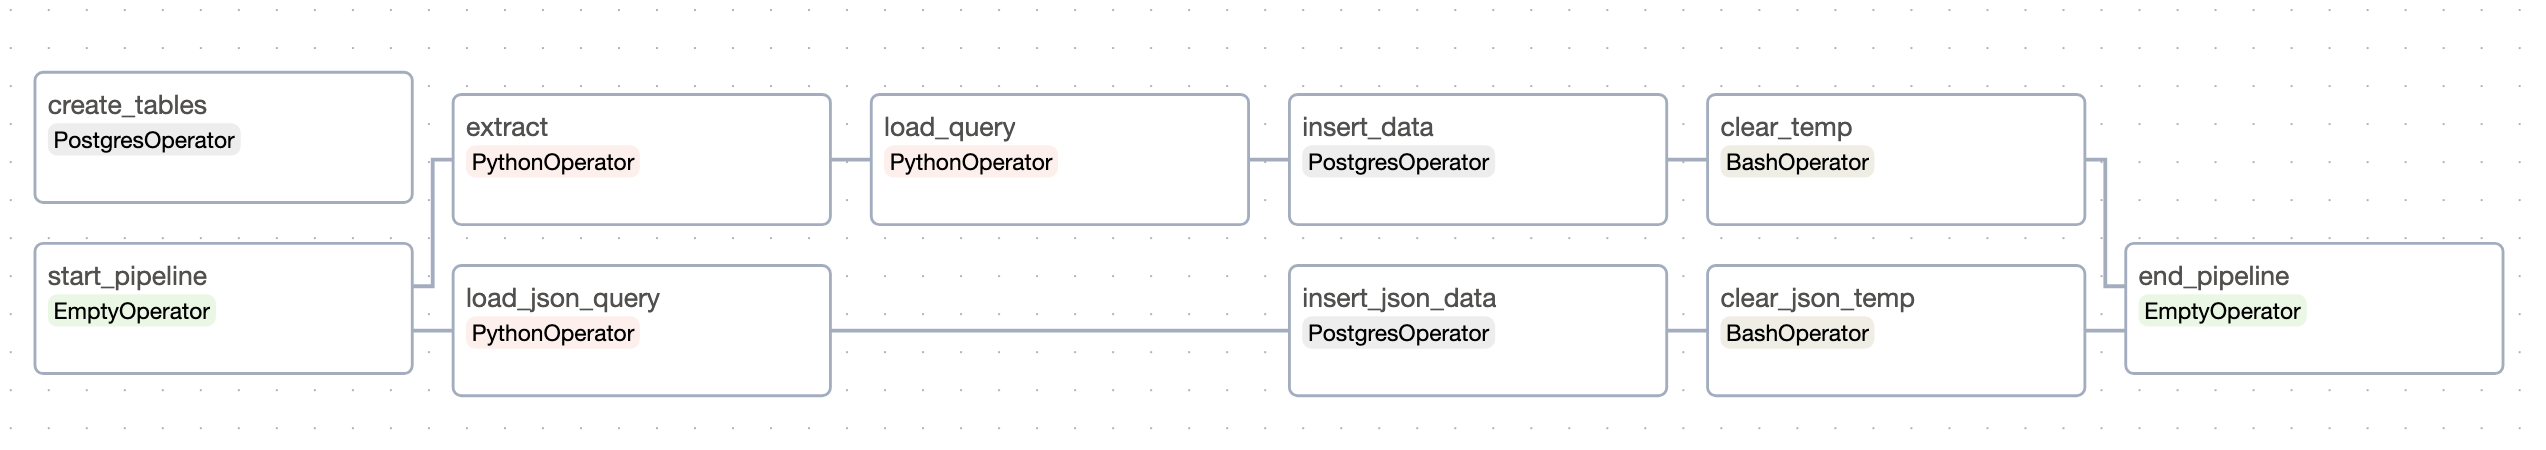 create_tables
PostgresOperator
start_pipeline
EmptyOperator
extract
PythonOperator
load_query
PythonOperator
insert_data
PostgresOperator
clear_temp
BashOperator
load_json_query
PythonOperator
insert_json_data
PostgresOperator
clear_json_temp
BashOperator
end_pipeline
EmptyOperator